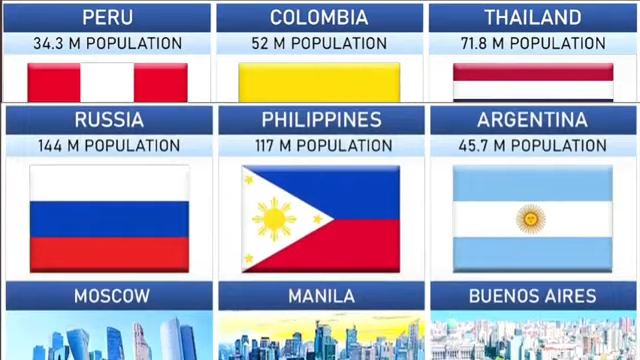 PERU
COLOMBIA
THAILAND
34.3 M POPULATION
52 M POPULATION
71.8 M POPULATION
RUSSIA
PHILIPPINES
ARGENTINA
144 M POPULATION
117 M POPULATION
45.7 M POPULATION
MOSCOW
MANILA
BUENOS AIRES